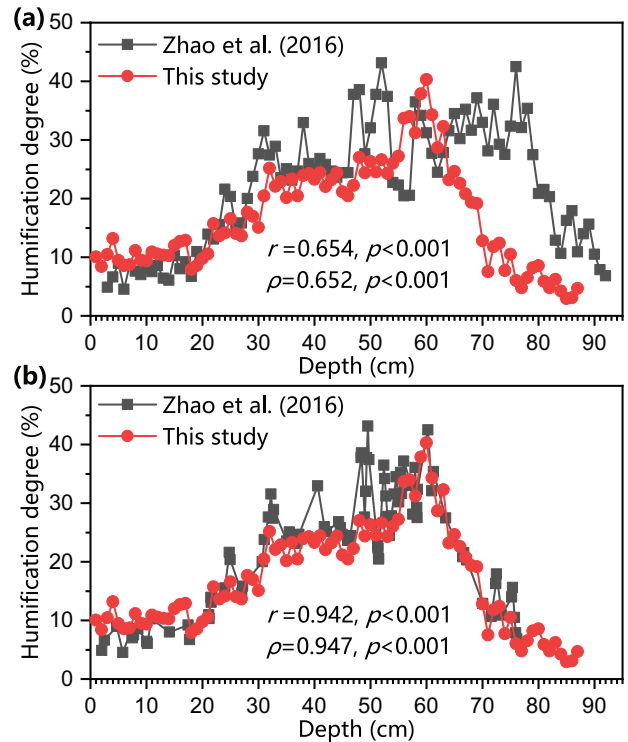 (a)
50
40
30
20
10
0
Humification degree (%)
Zhao et al. (2016)
This study
r=0.654, p<0.001
ρ=0.652, p<0.001
0 10 20 30 40 50 60 70 80 90
Depth (cm)
(b)
50
40
30
20
10
0
Humification degree (%)
Zhao et al. (2016)
This study
r=0.942, p<0.001
ρ=0.947, p<0.001
0 10 20 30 40 50 60 70 80 90
Depth (cm)